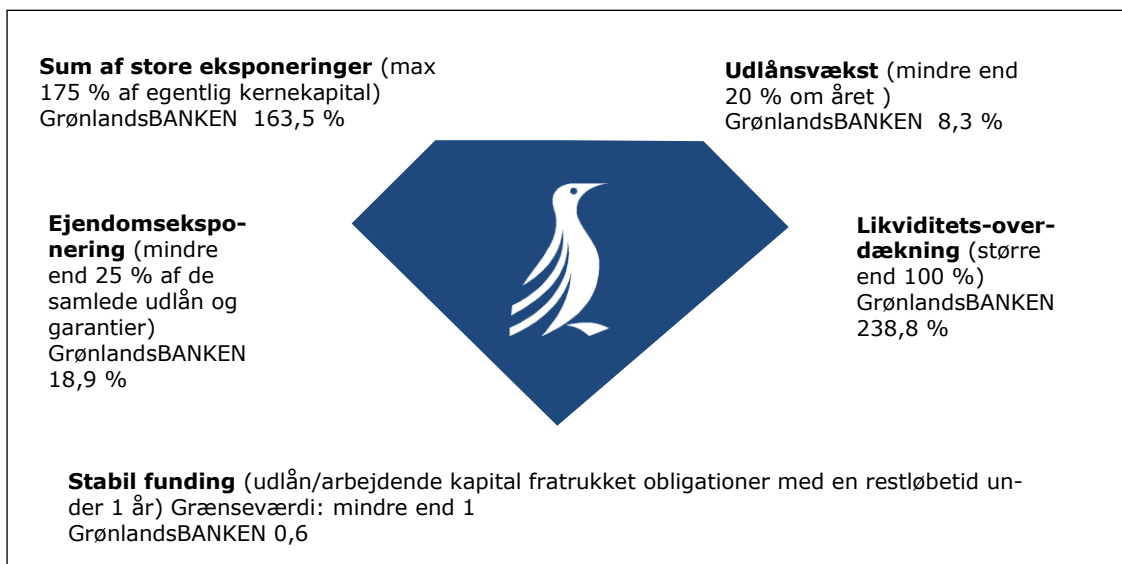 Sum af store eksponeringer (max
175 % af egentlig kernekapital)
GrønlandsBANKEN  163,5 %
Udlånsvækst (mindre end
20 % om året )
GrønlandsBANKEN  8,3 %
Ejendomsekspo-
nering (mindre
end 25 % af de
samlede udlån og
garantier)
GrønlandsBANKEN
18,9 %
Likviditets-over-
dækning (større
end 100 %)
GrønlandsBANKEN
238,8 %
Stabil funding (udlån/arbejdende kapital fratrukket obligationer med en restløbetid un-
der 1 år) Grænseværdi: mindre end 1
GrønlandsBANKEN 0,6